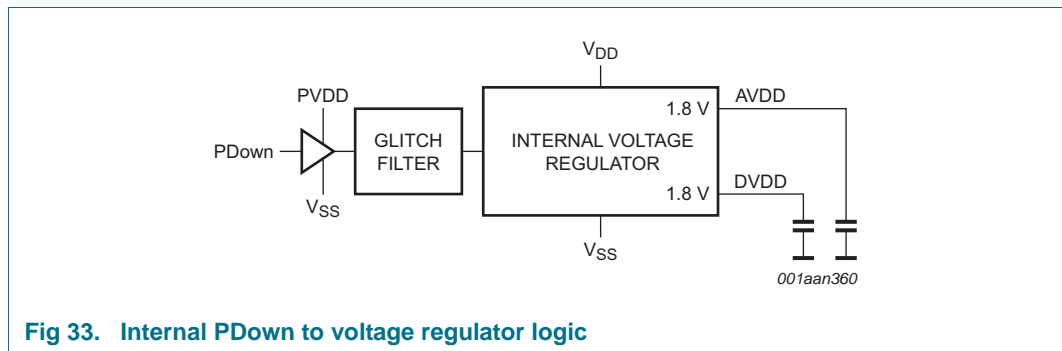 VDD
PVDD
1.8 V
AVDD
PDown
GLITCH
FILTER
INTERNAL VOLTAGE
REGULATOR
1.8 V
DVDD
VSS
VSS
001aan360
Fig 33. Internal PDown to voltage regulator logic